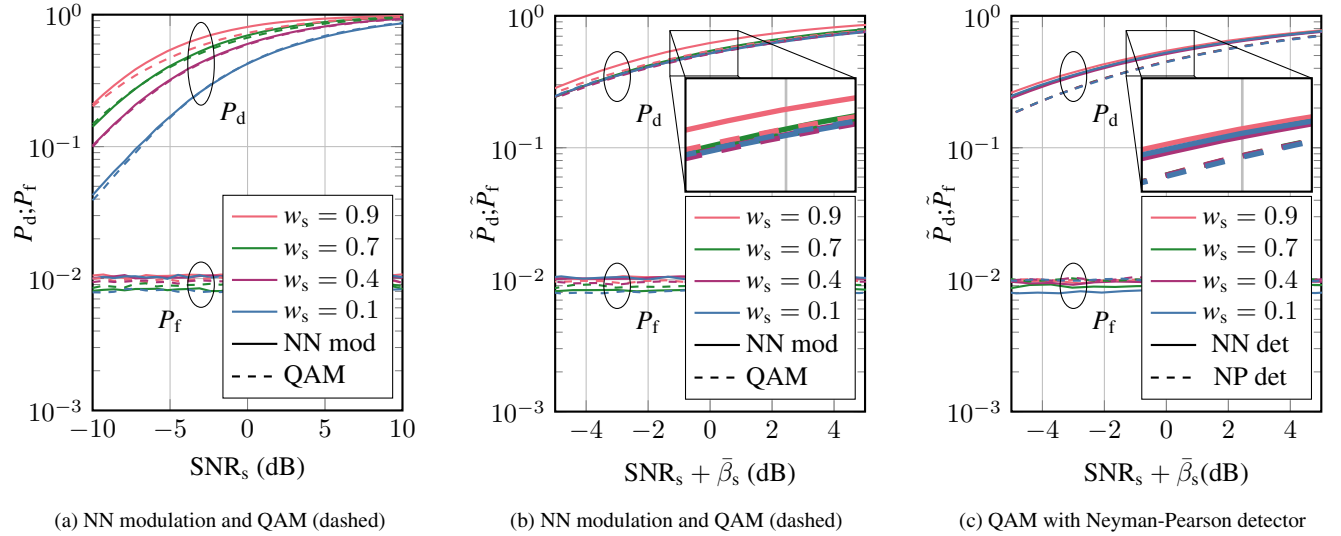 10⁰
10⁻¹
10⁻²
10⁻³
P_d;P_f
P_d
P_f
w_s = 0.9
w_s = 0.7
w_s = 0.4
w_s = 0.1
NN mod
QAM
−10 −5 0 5 10
SNR_s (dB)
(a) NN modulation and QAM (dashed)
10⁰
10⁻¹
10⁻²
10⁻³
P̃_d;P̃_f
P_d
P_f
w_s = 0.9
w_s = 0.7
w_s = 0.4
w_s = 0.1
NN mod
QAM
−4 −2 0 2 4
SNR_s + β̄_s (dB)
(b) NN modulation and QAM (dashed)
10⁰
10⁻¹
10⁻²
10⁻³
P̃_d;P̃_f
P_d
P_f
w_s = 0.9
w_s = 0.7
w_s = 0.4
w_s = 0.1
NN det
NP det
−4 −2 0 2 4
SNR_s + β̄_s(dB)
(c) QAM with Neyman-Pearson detector